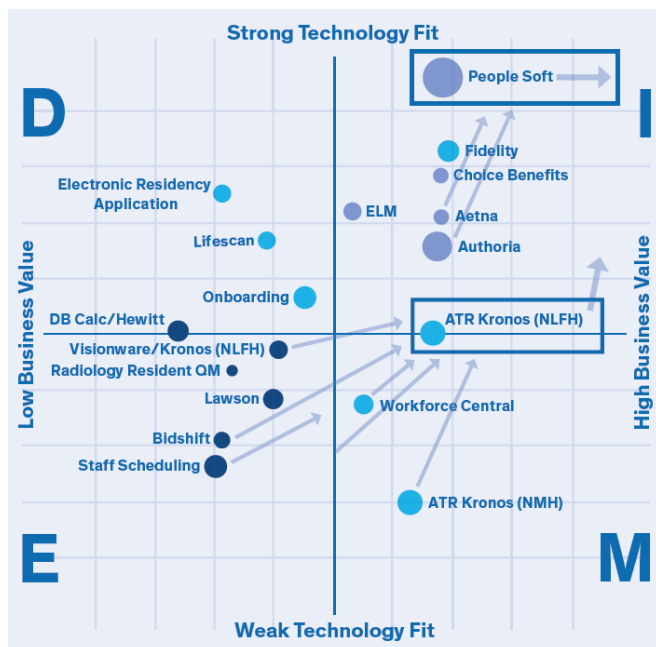 Strong Technology Fit
People Soft
D
I
Fidelity
Choice Benefits
Electronic Residency
Application
ELM
Aetna
Lifescan
Authoria
Onboarding
Low Business Value
High Business Value
DB Calc/Hewitt
ATR Kronos (NLFH)
Visionware/Kronos (NLFH)
Radiology Resident QM
Lawson
Workforce Central
Bidshift
Staff Scheduling
ATR Kronos (NMH)
E
M
Weak Technology Fit